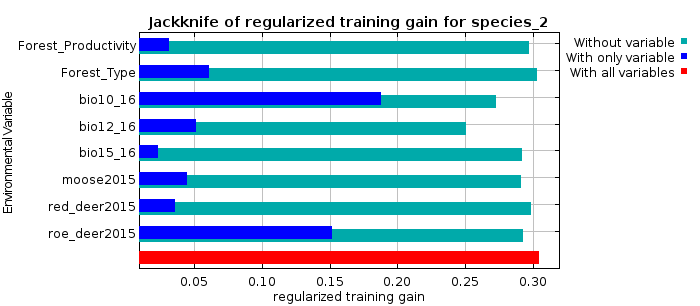 Jackknife of regularized training gain for species_2
Without variable
With only variable
With all variables
Environmental Variable
Forest_Productivity
Forest_Type
bio10_16
bio12_16
bio15_16
moose2015
red_deer2015
roe_deer2015
0.05 0.10 0.15 0.20 0.25 0.30
regularized training gain